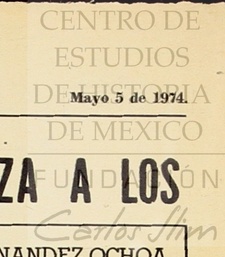 CENTRO DE
ESTUDIOS
DE HISTORIA
Mayo 5 de 1974.
DE MEXICO
ZA A LOS
FUNDACIÓN
Carlos Slim
NANDEZ OCHOA